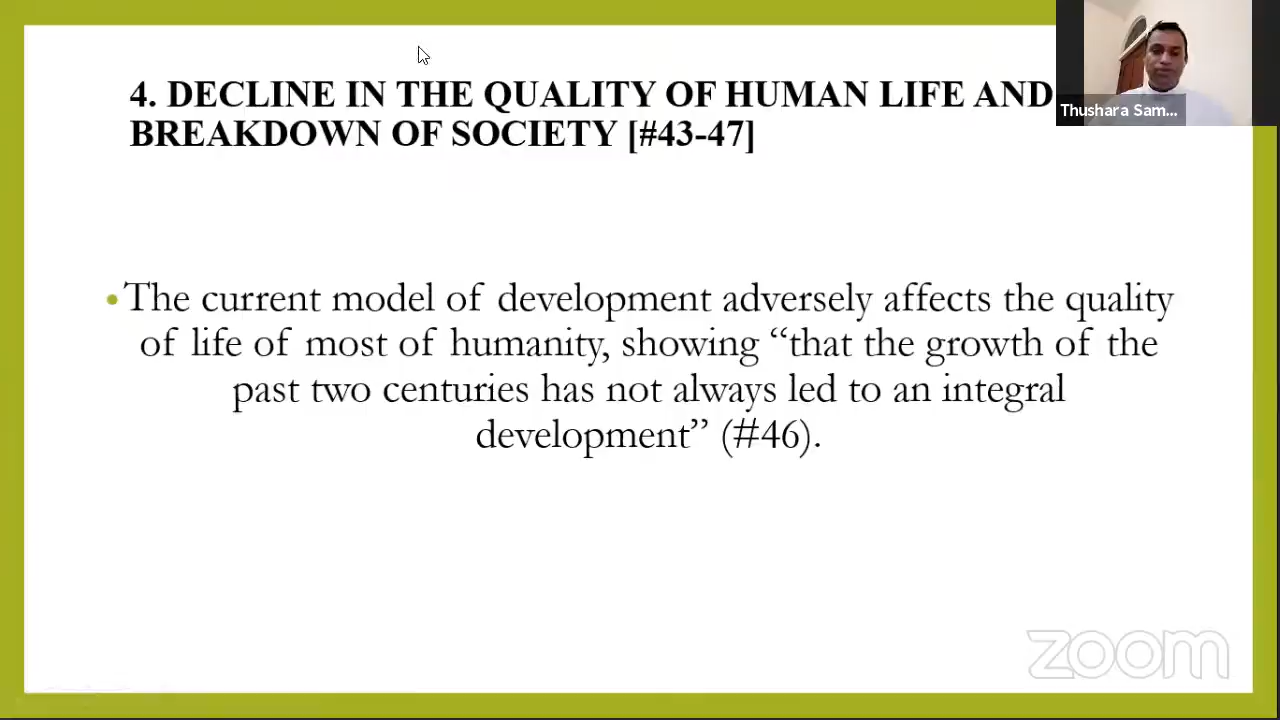 4. DECLINE IN THE QUALITY OF HUMAN LIFE AND
BREAKDOWN OF SOCIETY [#43-47]
Thushara Sam...
•The current model of development adversely affects the quality
of life of most of humanity, showing “that the growth of the
past two centuries has not always led to an integral
development” (#46).
zoom